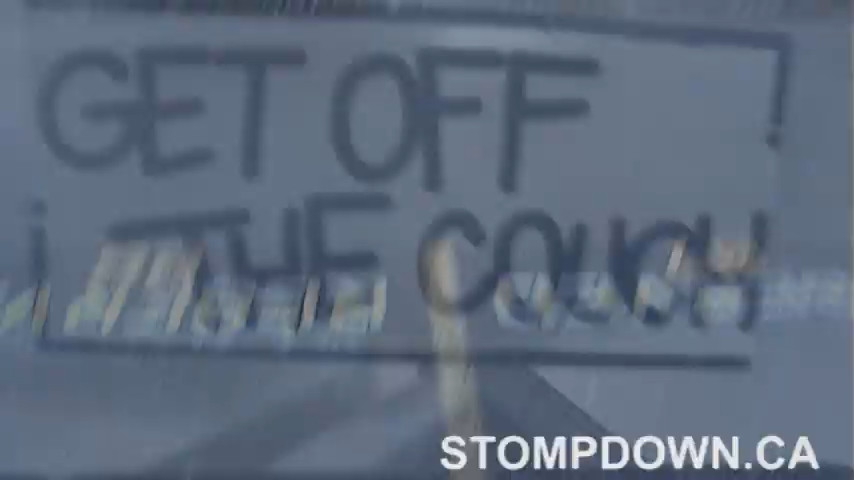 GET OFF !
¡ THE COUCH
STOMPDOWN.CA